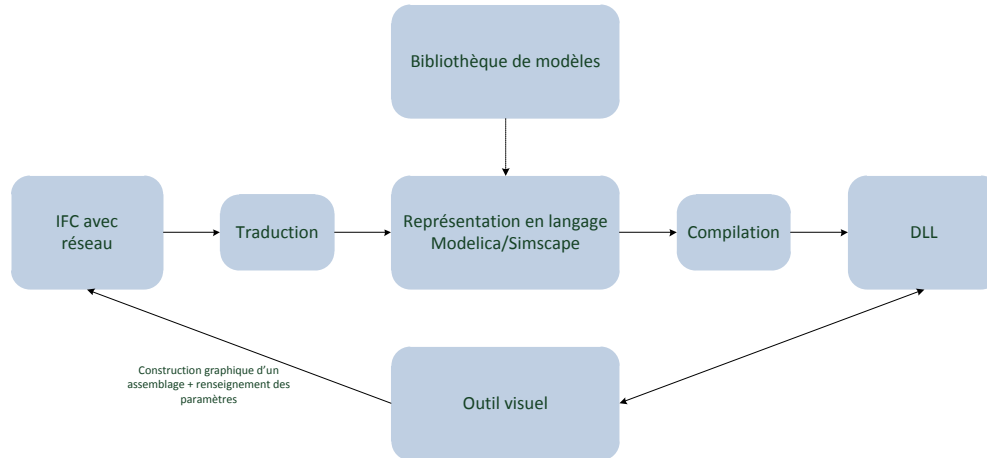 Bibliothèque de modèles
IFC avec
réseau
Traduction
Représentation en langage
Modelica/Simscape
Compilation
DLL
Construction graphique d’un
assemblage + renseignement des
paramètres
Outil visuel